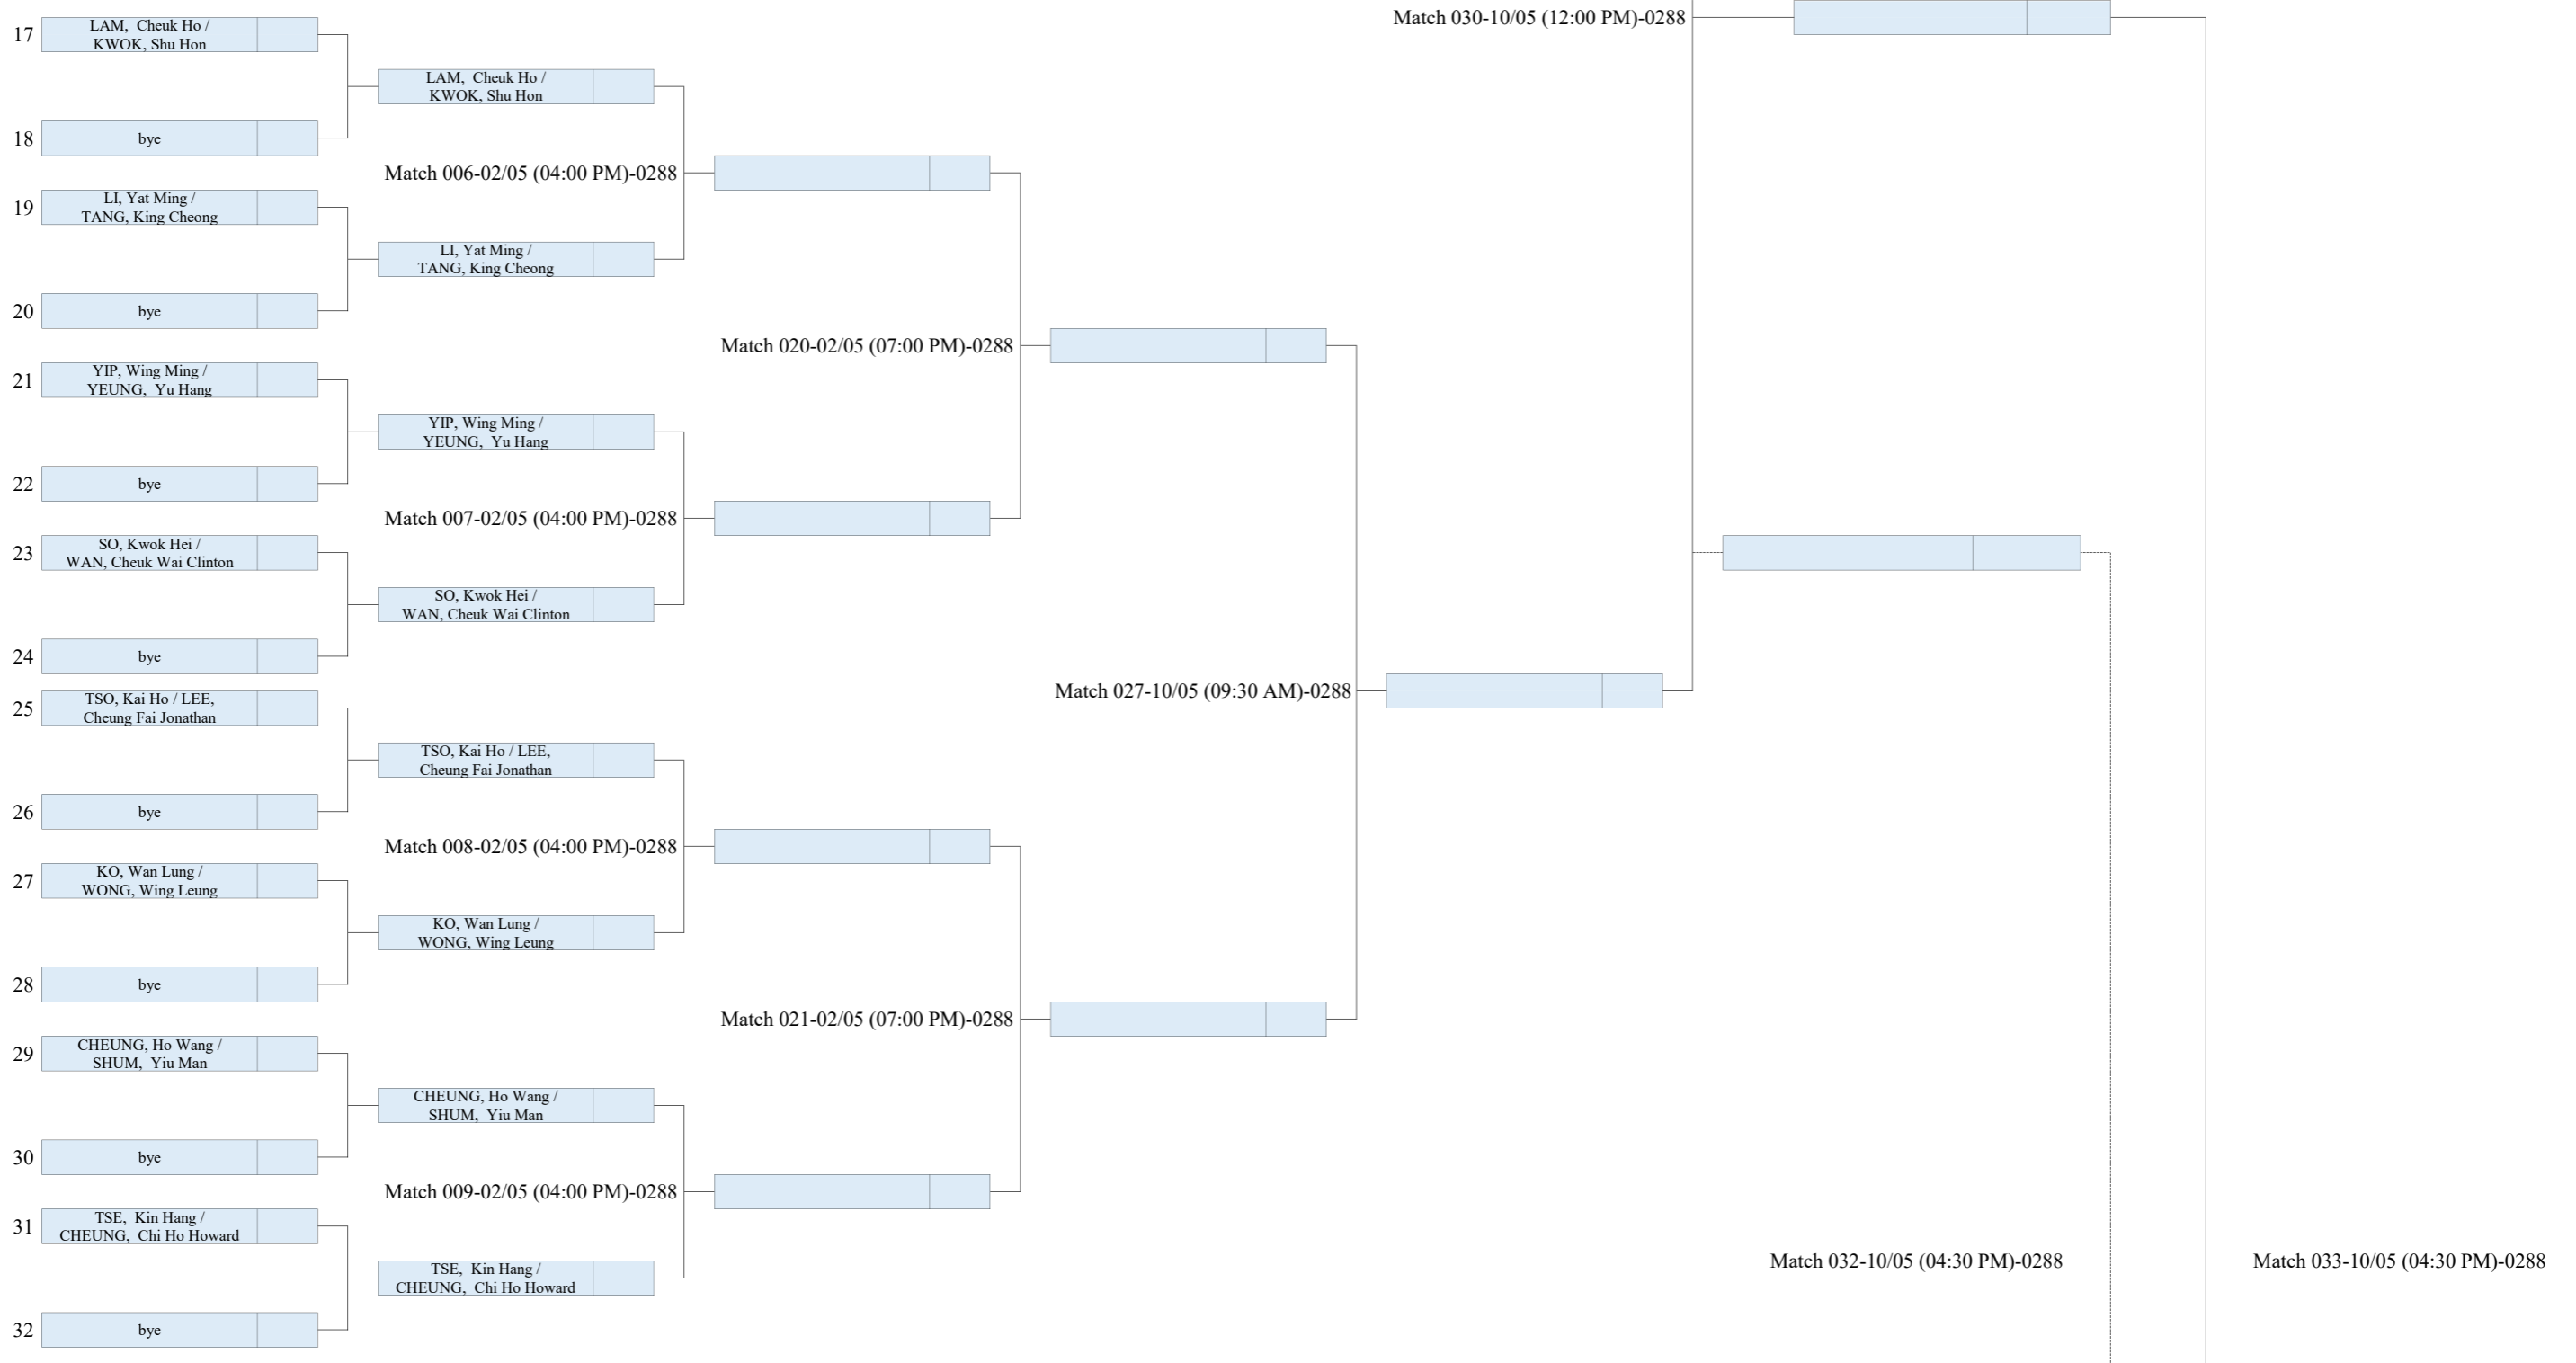 Match 030-10/05 (12:00 PM)-0288
17
LAM,  Cheuk Ho /
KWOK, Shu Hon
LAM,  Cheuk Ho /
KWOK, Shu Hon
18
bye
Match 006-02/05 (04:00 PM)-0288
19
LI, Yat Ming /
TANG, King Cheong
LI, Yat Ming /
TANG, King Cheong
20
bye
Match 020-02/05 (07:00 PM)-0288
21
YIP, Wing Ming /
YEUNG,  Yu Hang
YIP, Wing Ming /
YEUNG,  Yu Hang
22
bye
Match 007-02/05 (04:00 PM)-0288
23
SO, Kwok Hei /
WAN, Cheuk Wai Clinton
SO, Kwok Hei /
WAN, Cheuk Wai Clinton
24
bye
Match 027-10/05 (09:30 AM)-0288
25
TSO, Kai Ho / LEE,
Cheung Fai Jonathan
TSO, Kai Ho / LEE,
Cheung Fai Jonathan
26
bye
Match 008-02/05 (04:00 PM)-0288
27
KO, Wan Lung /
WONG, Wing Leung
KO, Wan Lung /
WONG, Wing Leung
28
bye
Match 021-02/05 (07:00 PM)-0288
29
CHEUNG, Ho Wang /
SHUM,  Yiu Man
CHEUNG, Ho Wang /
SHUM,  Yiu Man
30
bye
Match 009-02/05 (04:00 PM)-0288
31
TSE,  Kin Hang /
CHEUNG,  Chi Ho Howard
TSE,  Kin Hang /
CHEUNG,  Chi Ho Howard
Match 032-10/05 (04:30 PM)-0288
Match 033-10/05 (04:30 PM)-0288
32
bye